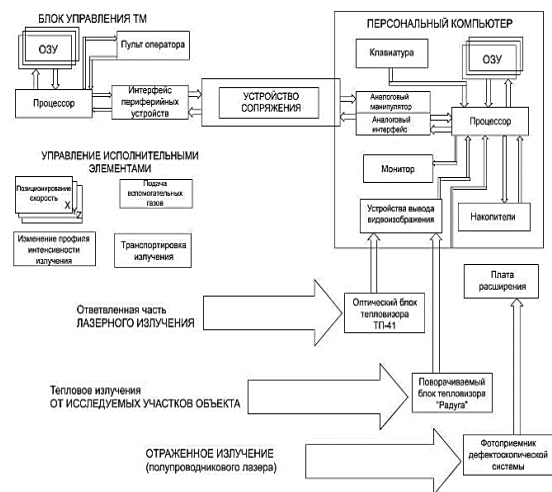 БЛОК УПРАВЛЕНИЯ ТМ
ОЗУ
Пульт оператора
Процессор
Интерфейс
периферийных
устройств
УСТРОЙСТВО
СОПРЯЖЕНИЯ
ПЕРСОНАЛЬНЫЙ КОМПЬЮТЕР
Клавиатура
ОЗУ
Аналоговый
манипулятор
Аналоговый
интерфейс
Процессор
Монитор
Устройства вывода
видеоизображения
Накопители
УПРАВЛЕНИЕ ИСПОЛНИТЕЛЬНЫМИ
ЭЛЕМЕНТАМИ
Позиционирование
скорость
X
Y
Z
Подача
вспомогательных
газов
Изменение профиля
интенсивности
излучения
Транспортировка
излучения
Ответвленная часть
ЛАЗЕРНОГО ИЗЛУЧЕНИЯ
Оптический блок
тепловизора
ТП-41
Плата
расширения
Тепловое излучения
ОТ ИССЛЕДУЕМЫХ УЧАСТКОВ ОБЪЕКТА
Поворачиваемый
блок тепловизора
"Радуга"
ОТРАЖЕННОЕ ИЗЛУЧЕНИЕ
(полупроводникового лазера)
Фотоприемник
дефектоскопической
системы